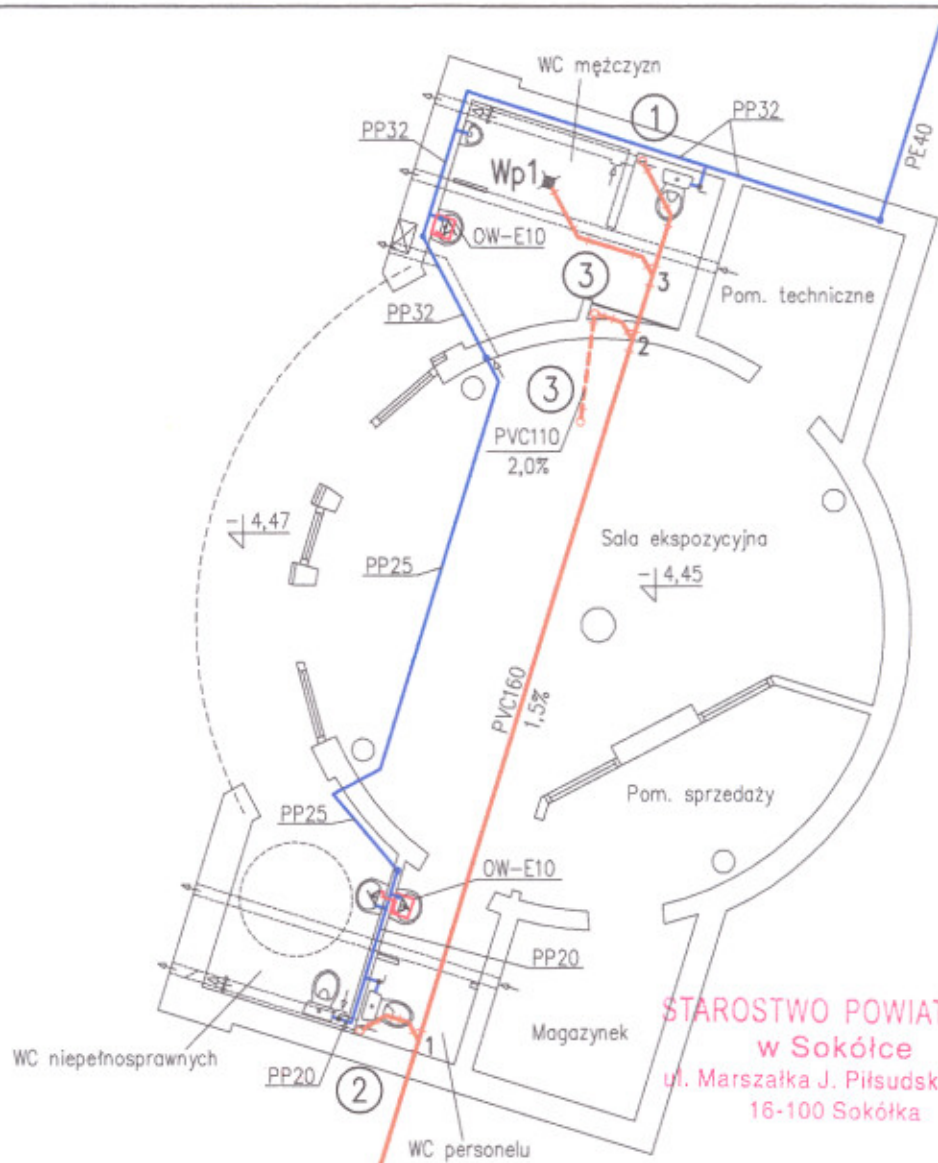 WC mężczyzn
1
PP32
PP32
PE40
Wp1
OW-E10
3
3
Pom. techniczne
PP32
2
3
PVC110
2,0%
4,47
Sala ekspozycyjna
4,45
PP25
PVC160
1,5%
Pom. sprzedaży
PP25
OW-E10
PP20
STAROSTWO POWIAT
w Sokółce
ul. Marszałka J. Piłsudsk
16-100 Sokółka
Magazynek
1
WC niepełnosprawnych
PP20
2
WC personelu